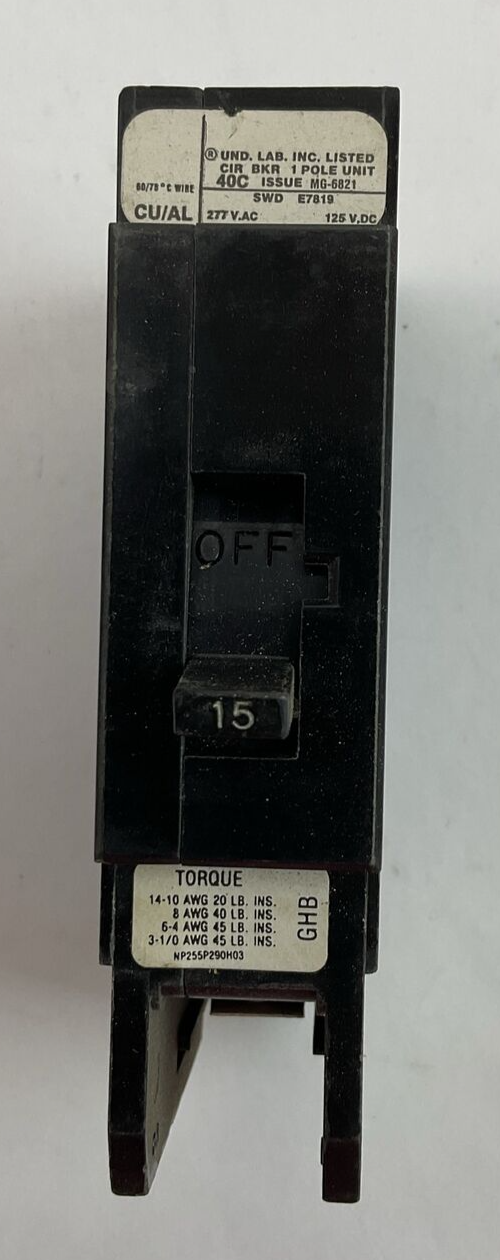 ® UND. LAB. INC. LISTED
CIR BKR 1 POLE UNIT
40C ISSUE MG-6821
SWD E7819
277 V.AC 125 V.DC
60/75°C WIRE
CU/AL
OFF
15
TORQUE
14-10 AWG 20 LB. INS.
8 AWG 40 LB. INS.
6-4 AWG 45 LB. INS.
3-1/0 AWG 45 LB. INS.
NP255P290H03
GHB